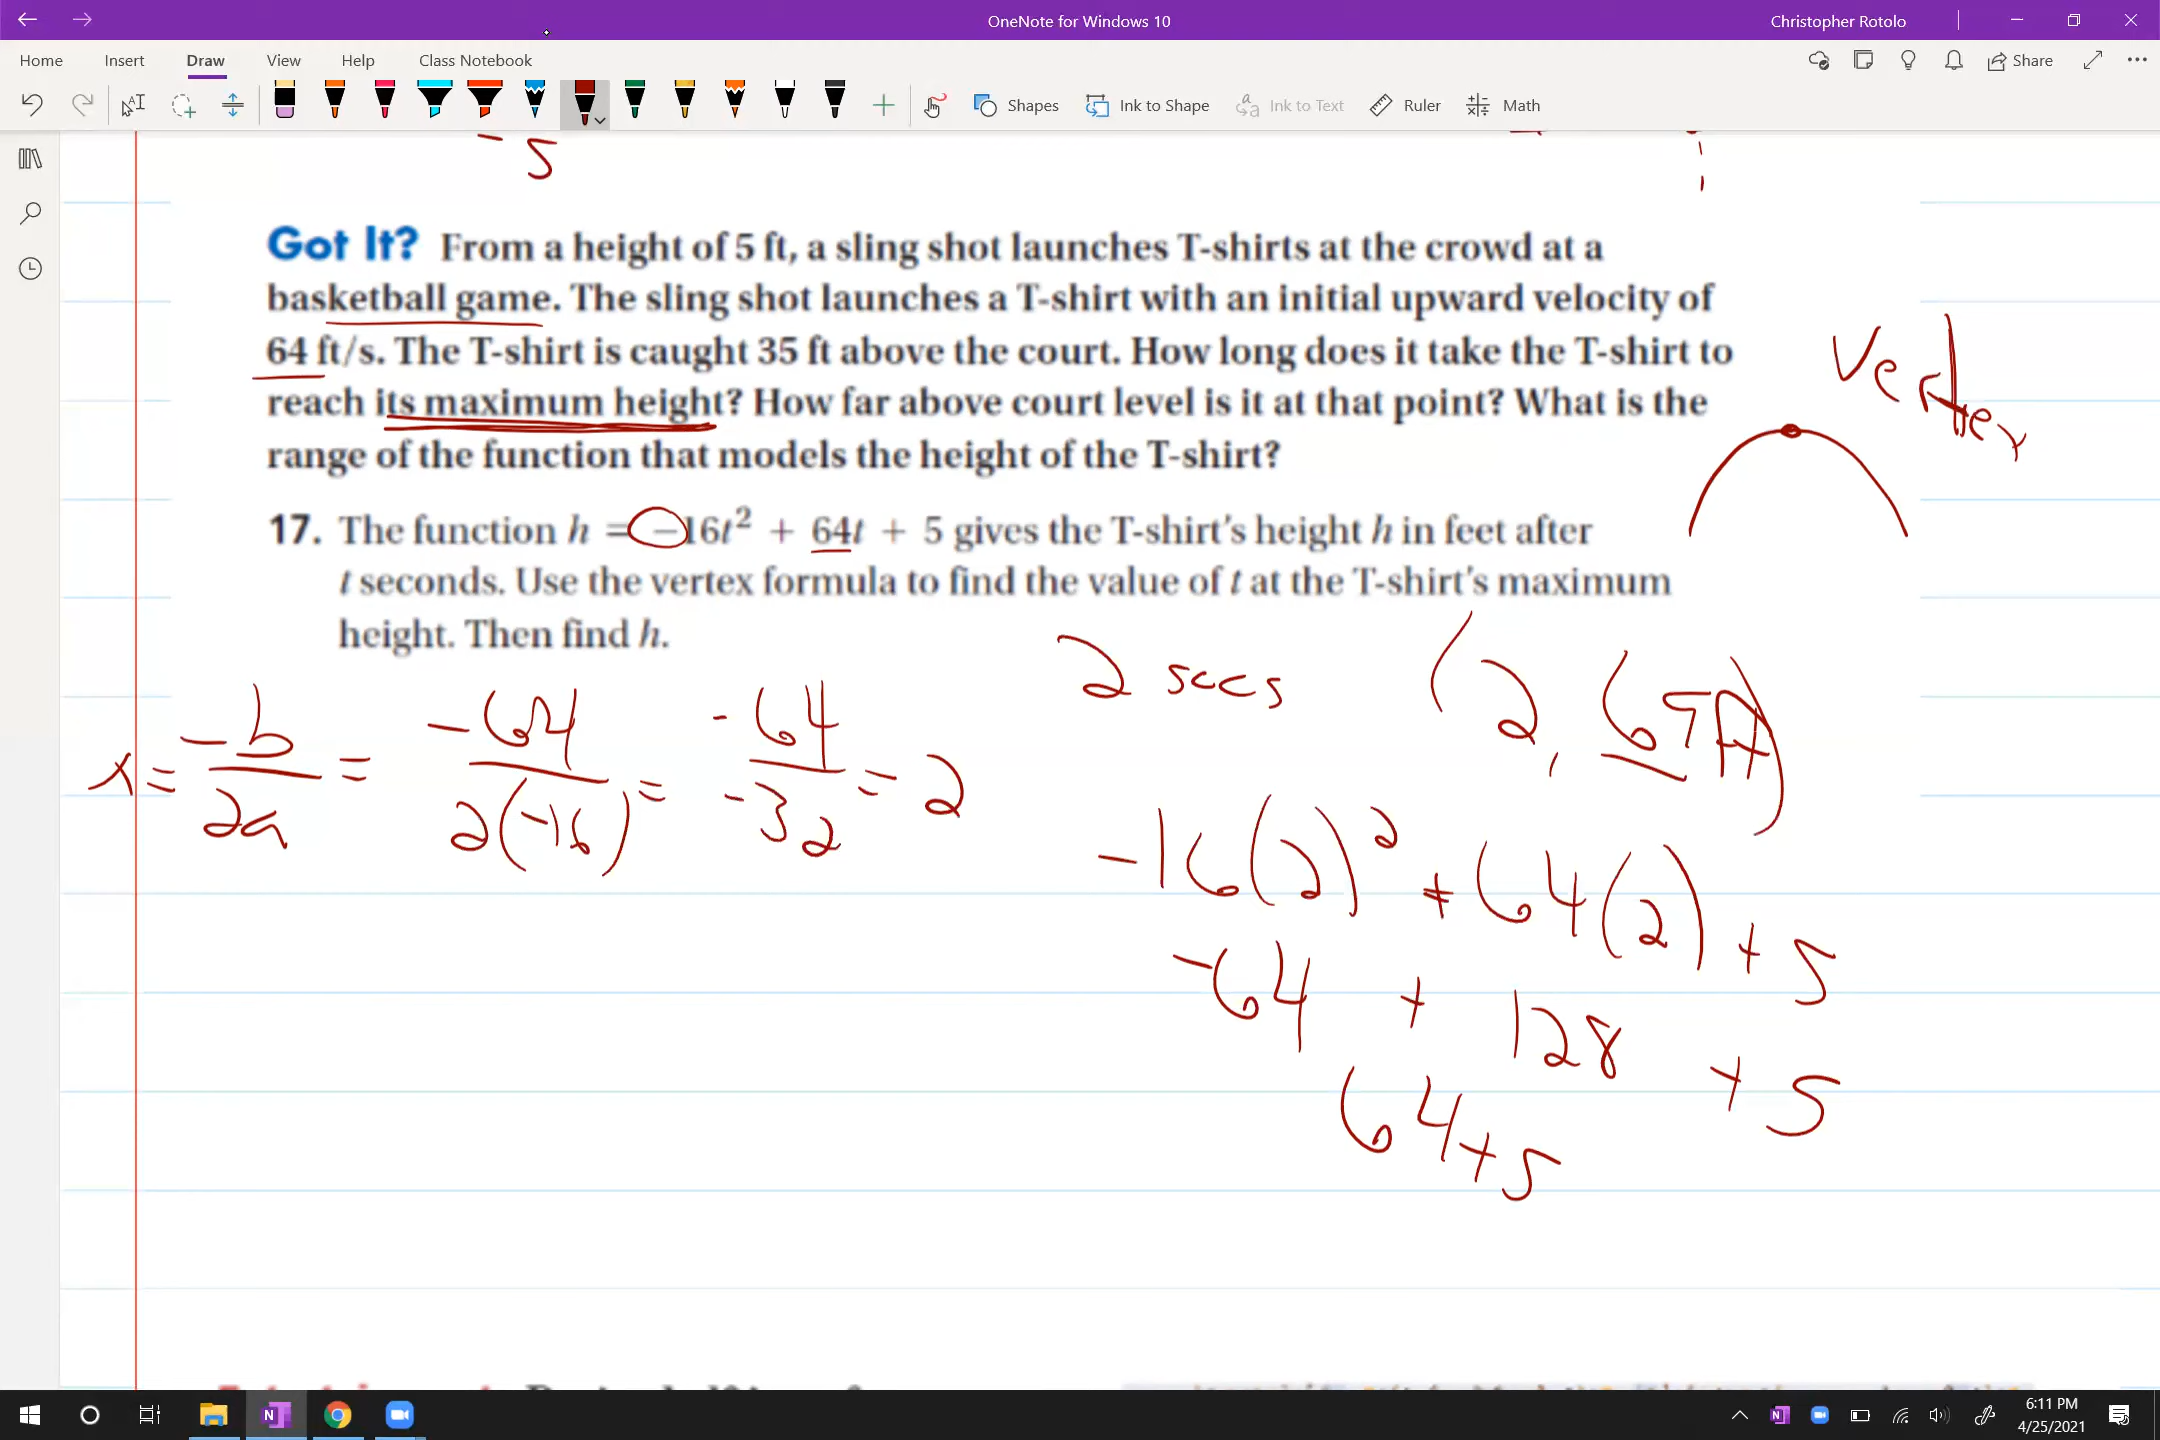 OneNote for Windows 10
Christopher Rotolo
Home Insert Draw View Help Class Notebook
Share
Shapes Ink to Shape Ink to Text Ruler Math
- 5
Got It? From a height of 5 ft, a sling shot launches T-shirts at the crowd at a
basketball game. The sling shot launches a T-shirt with an initial upward velocity of
64 ft/s. The T-shirt is caught 35 ft above the court. How long does it take the T-shirt to
reach its maximum height? How far above court level is it at that point? What is the
range of the function that models the height of the T-shirt?
Vertex
17. The function h = −16t² + 64t + 5 gives the T-shirt's height h in feet after
t seconds. Use the vertex formula to find the value of t at the T-shirt's maximum
height. Then find h.
2 secs (2, 69 ft)
x = -b/2a = -64/2(-16) = -64/-32 = 2
-16(2)² + 64(2) + 5
-64 + 128 + 5
64 + 5
6:11 PM
4/25/2021